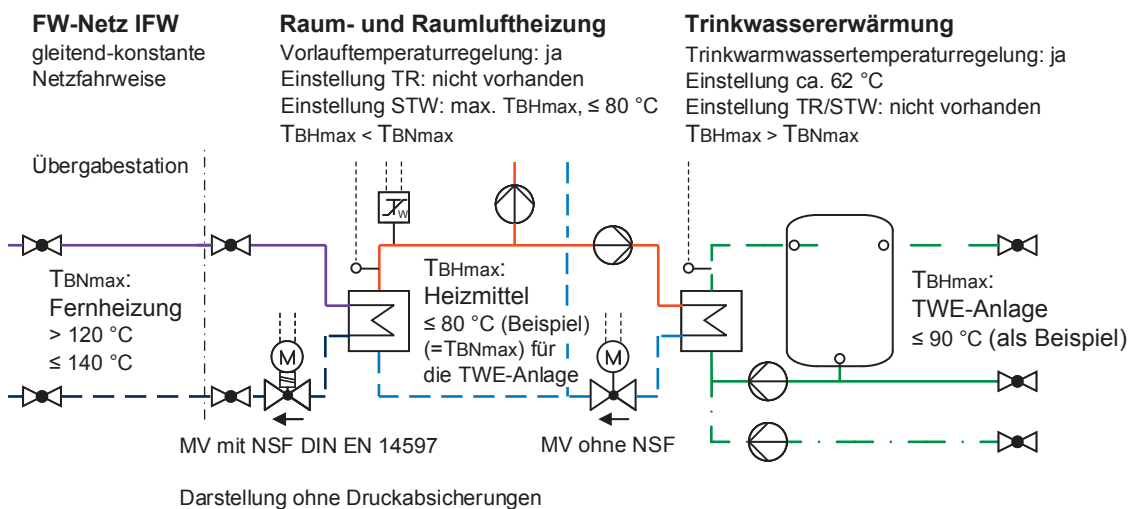 FW-Netz IFW
gleitend-konstante
Netzfahrweise
Raum- und Raumluftheizung
Vorlauftemperaturregelung: ja
Einstellung TR: nicht vorhanden
Einstellung STW: max. TBHmax, ≤ 80 °C
TBHmax < TBNmax
Trinkwassererwärmung
Trinkwarmwassertemperaturregelung: ja
Einstellung ca. 62 °C
Einstellung TR/STW: nicht vorhanden
TBHmax > TBNmax
Übergabestation
W
TBNmax:
Fernheizung
> 120 °C
≤ 140 °C
M
TBHmax:
Heizmittel
≤ 80 °C (Beispiel)
(=TBNmax) für
die TWE-Anlage
M
TBHmax:
TWE-Anlage
≤ 90 °C (als Beispiel)
MV mit NSF DIN EN 14597
MV ohne NSF
Darstellung ohne Druckabsicherungen